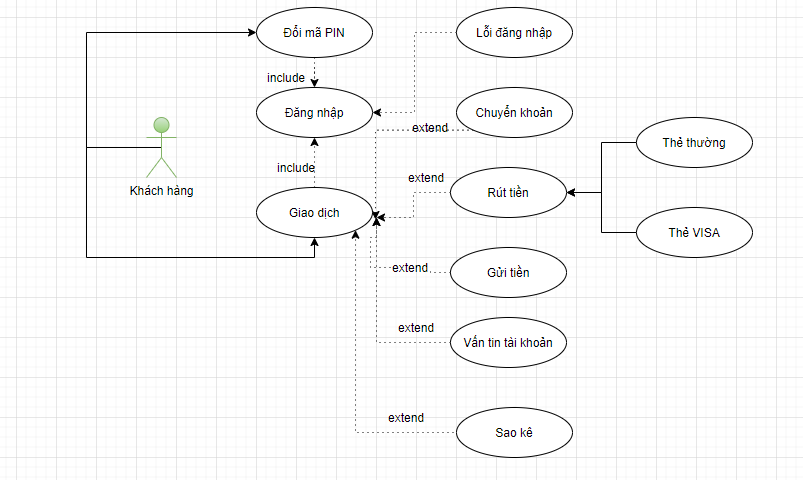 Đổi mã PIN
Lỗi đăng nhập
include
Đăng nhập
Chuyển khoản
extend
Thẻ thường
include
extend
Khách hàng
Rút tiền
Giao dịch
Thẻ VISA
extend
Gửi tiền
extend
Vấn tin tài khoản
extend
Sao kê